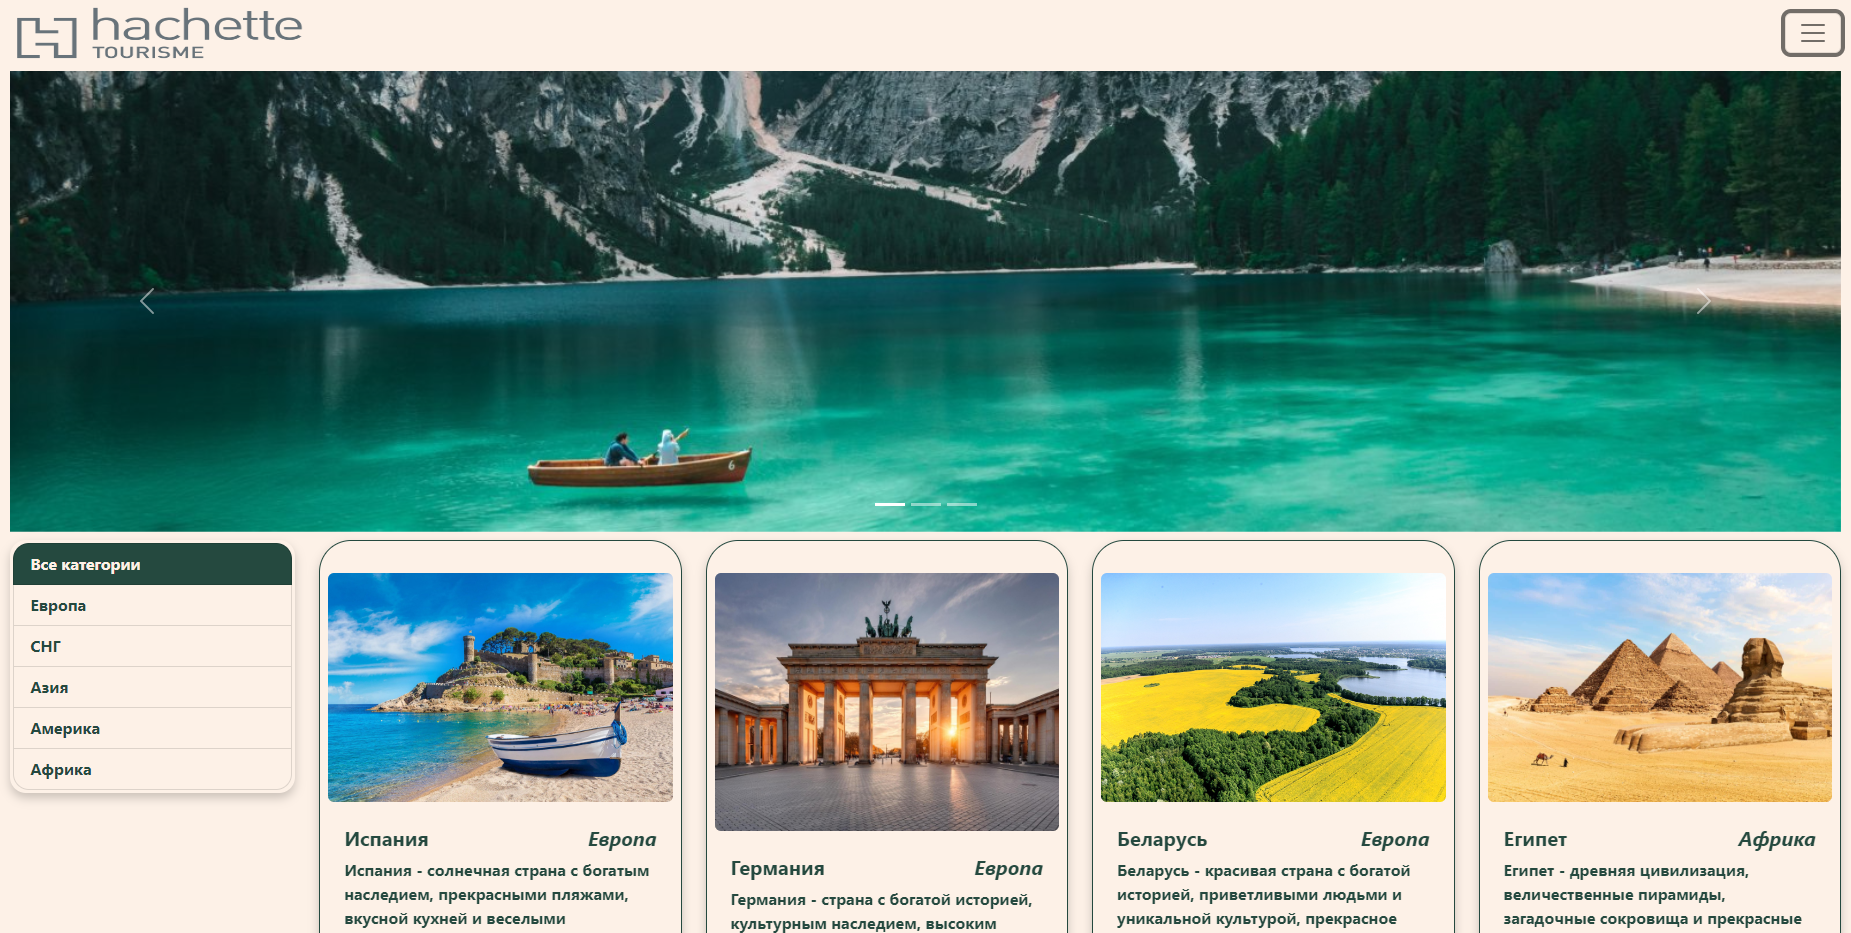 hachette
TOURISME
6
Все категории
Европа
СНГ
Азия
Америка
Африка
Испания
Европа
Испания - солнечная страна с богатым
наследием, прекрасными пляжами,
вкусной кухней и веселыми
Германия
Европа
Германия - страна с богатой историей,
культурным наследием, высоким
Беларусь
Европа
Беларусь - красивая страна с богатой
историей, приветливыми людьми и
уникальной культурой, прекрасное
Египет
Африка
Египет - древняя цивилизация,
величественные пирамиды,
загадочные сокровища и прекрасные